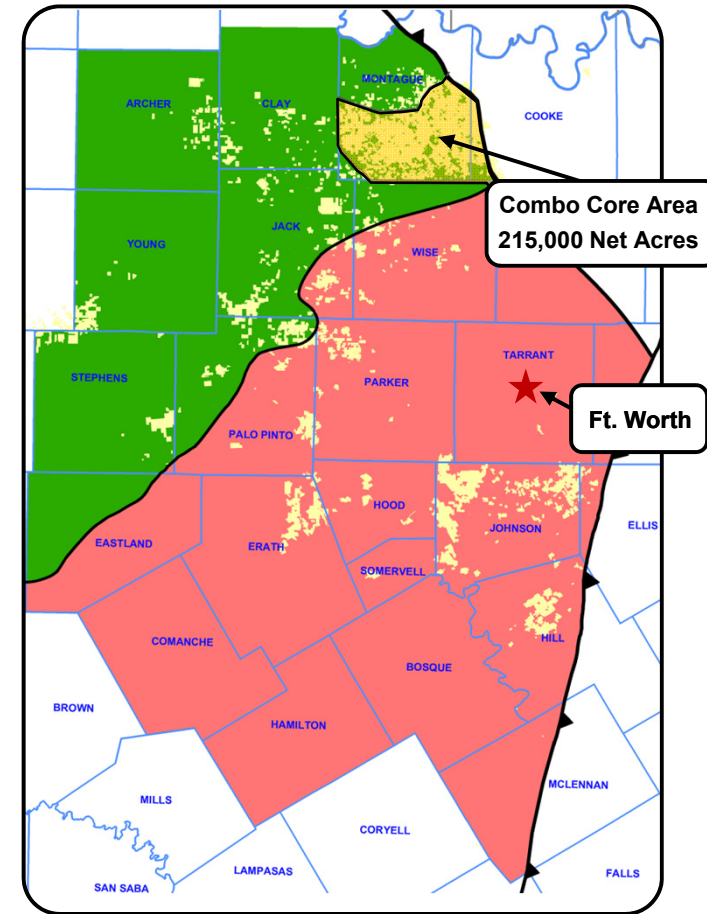 MONTAGUE
ARCHER
CLAY
COOKE
Combo Core Area
215,000 Net Acres
JACK
YOUNG
WISE
TARRANT
STEPHENS
PARKER
Ft. Worth
PALO PINTO
HOOD
ELLIS
JOHNSON
EASTLAND
ERATH
SOMERVELL
COMANCHE
HILL
BOSQUE
BROWN
HAMILTON
MCLENNAN
MILLS
CORYELL
LAMPASAS
FALLS
SAN SABA